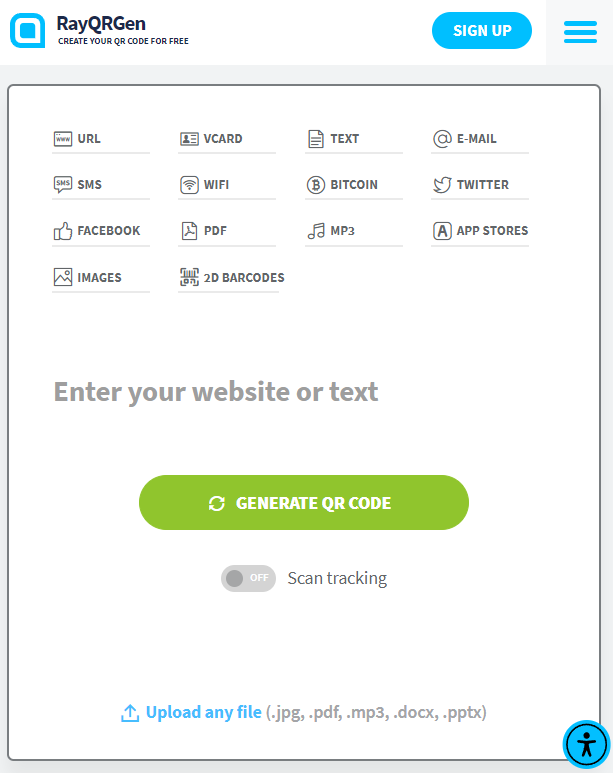 RayQRGen
CREATE YOUR QR CODE FOR FREE
SIGN UP
WWW URL
VCARD
TEXT
E-MAIL
SMS SMS
WIFI
BITCOIN
TWITTER
FACEBOOK
PDF
MP3
A APP STORES
IMAGES
2D BARCODES
Enter your website or text
GENERATE QR CODE
OFF Scan tracking
Upload any file (.jpg, .pdf, .mp3, .docx, .pptx)